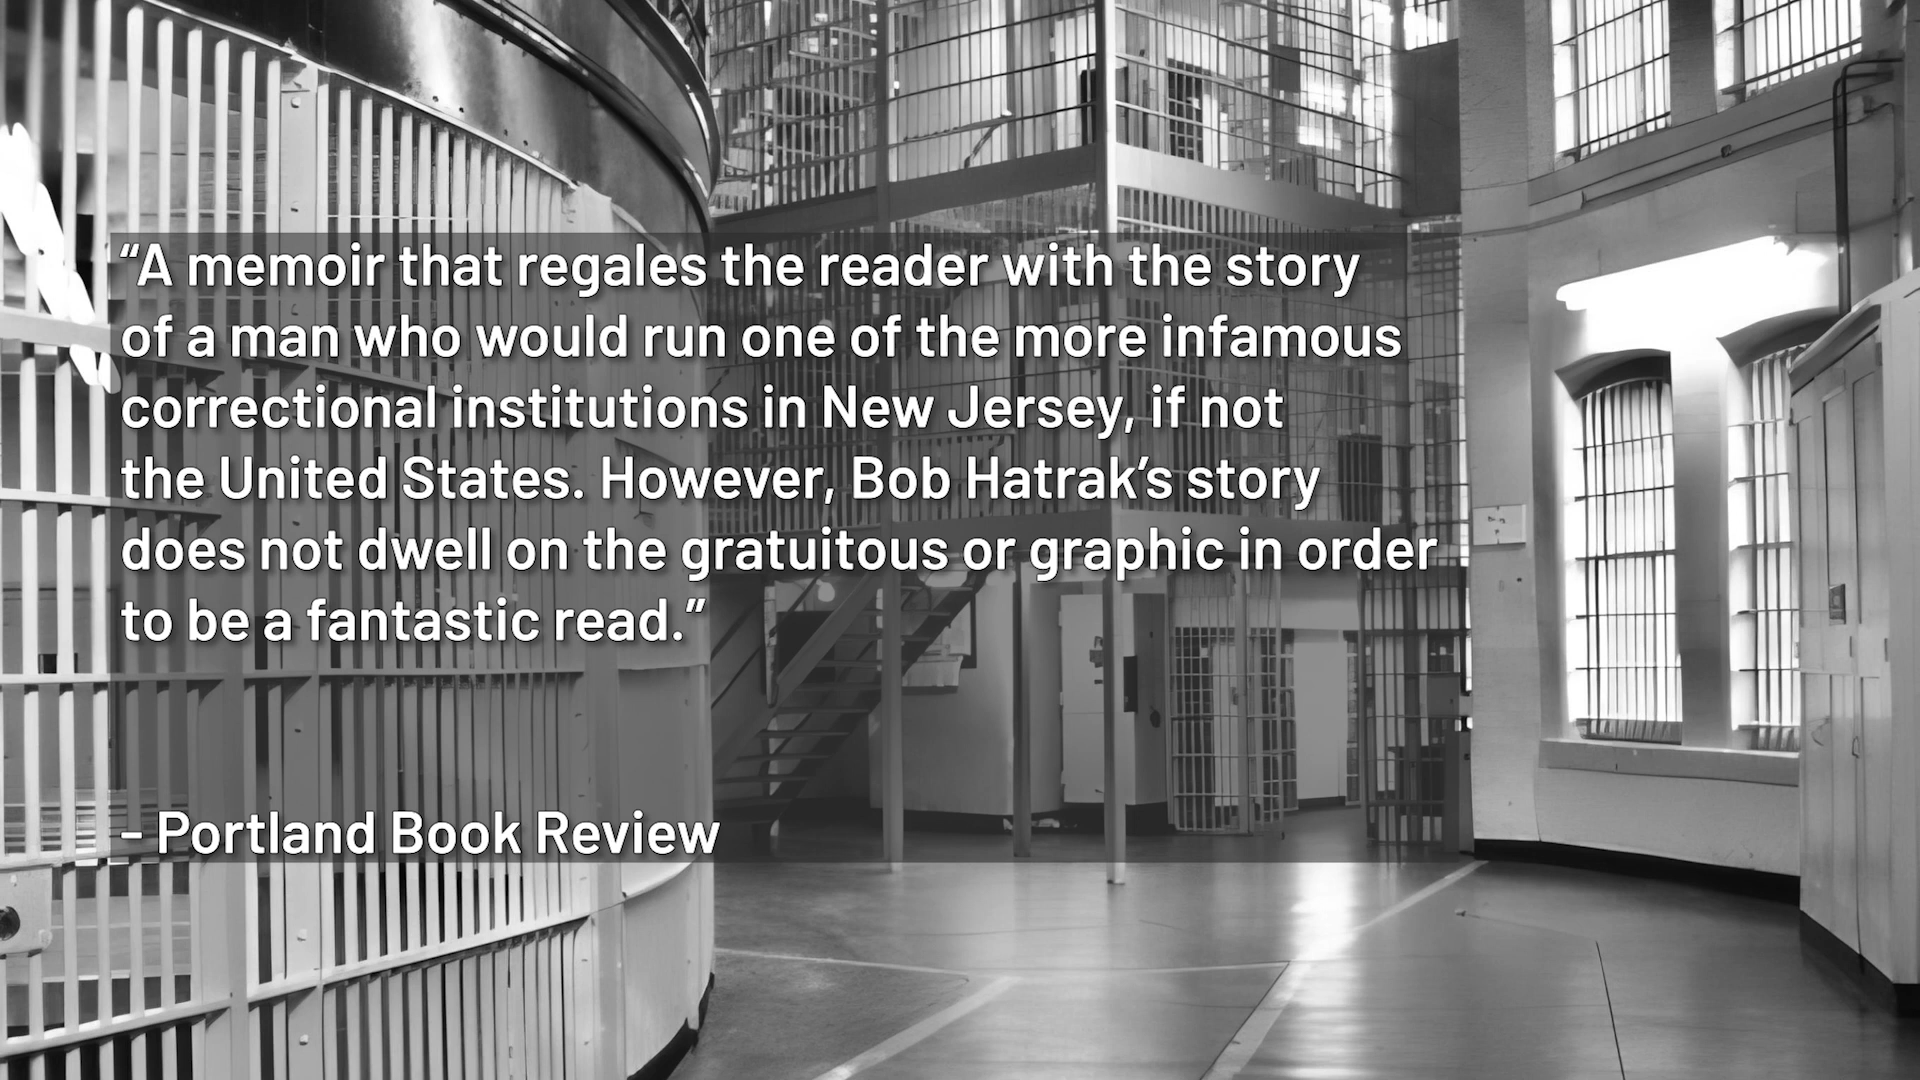 “A memoir that regales the reader with the story
of a man who would run one of the more infamous
correctional institutions in New Jersey, if not
the United States. However, Bob Hatrak’s story
does not dwell on the gratuitous or graphic in order
to be a fantastic read.”
- Portland Book Review